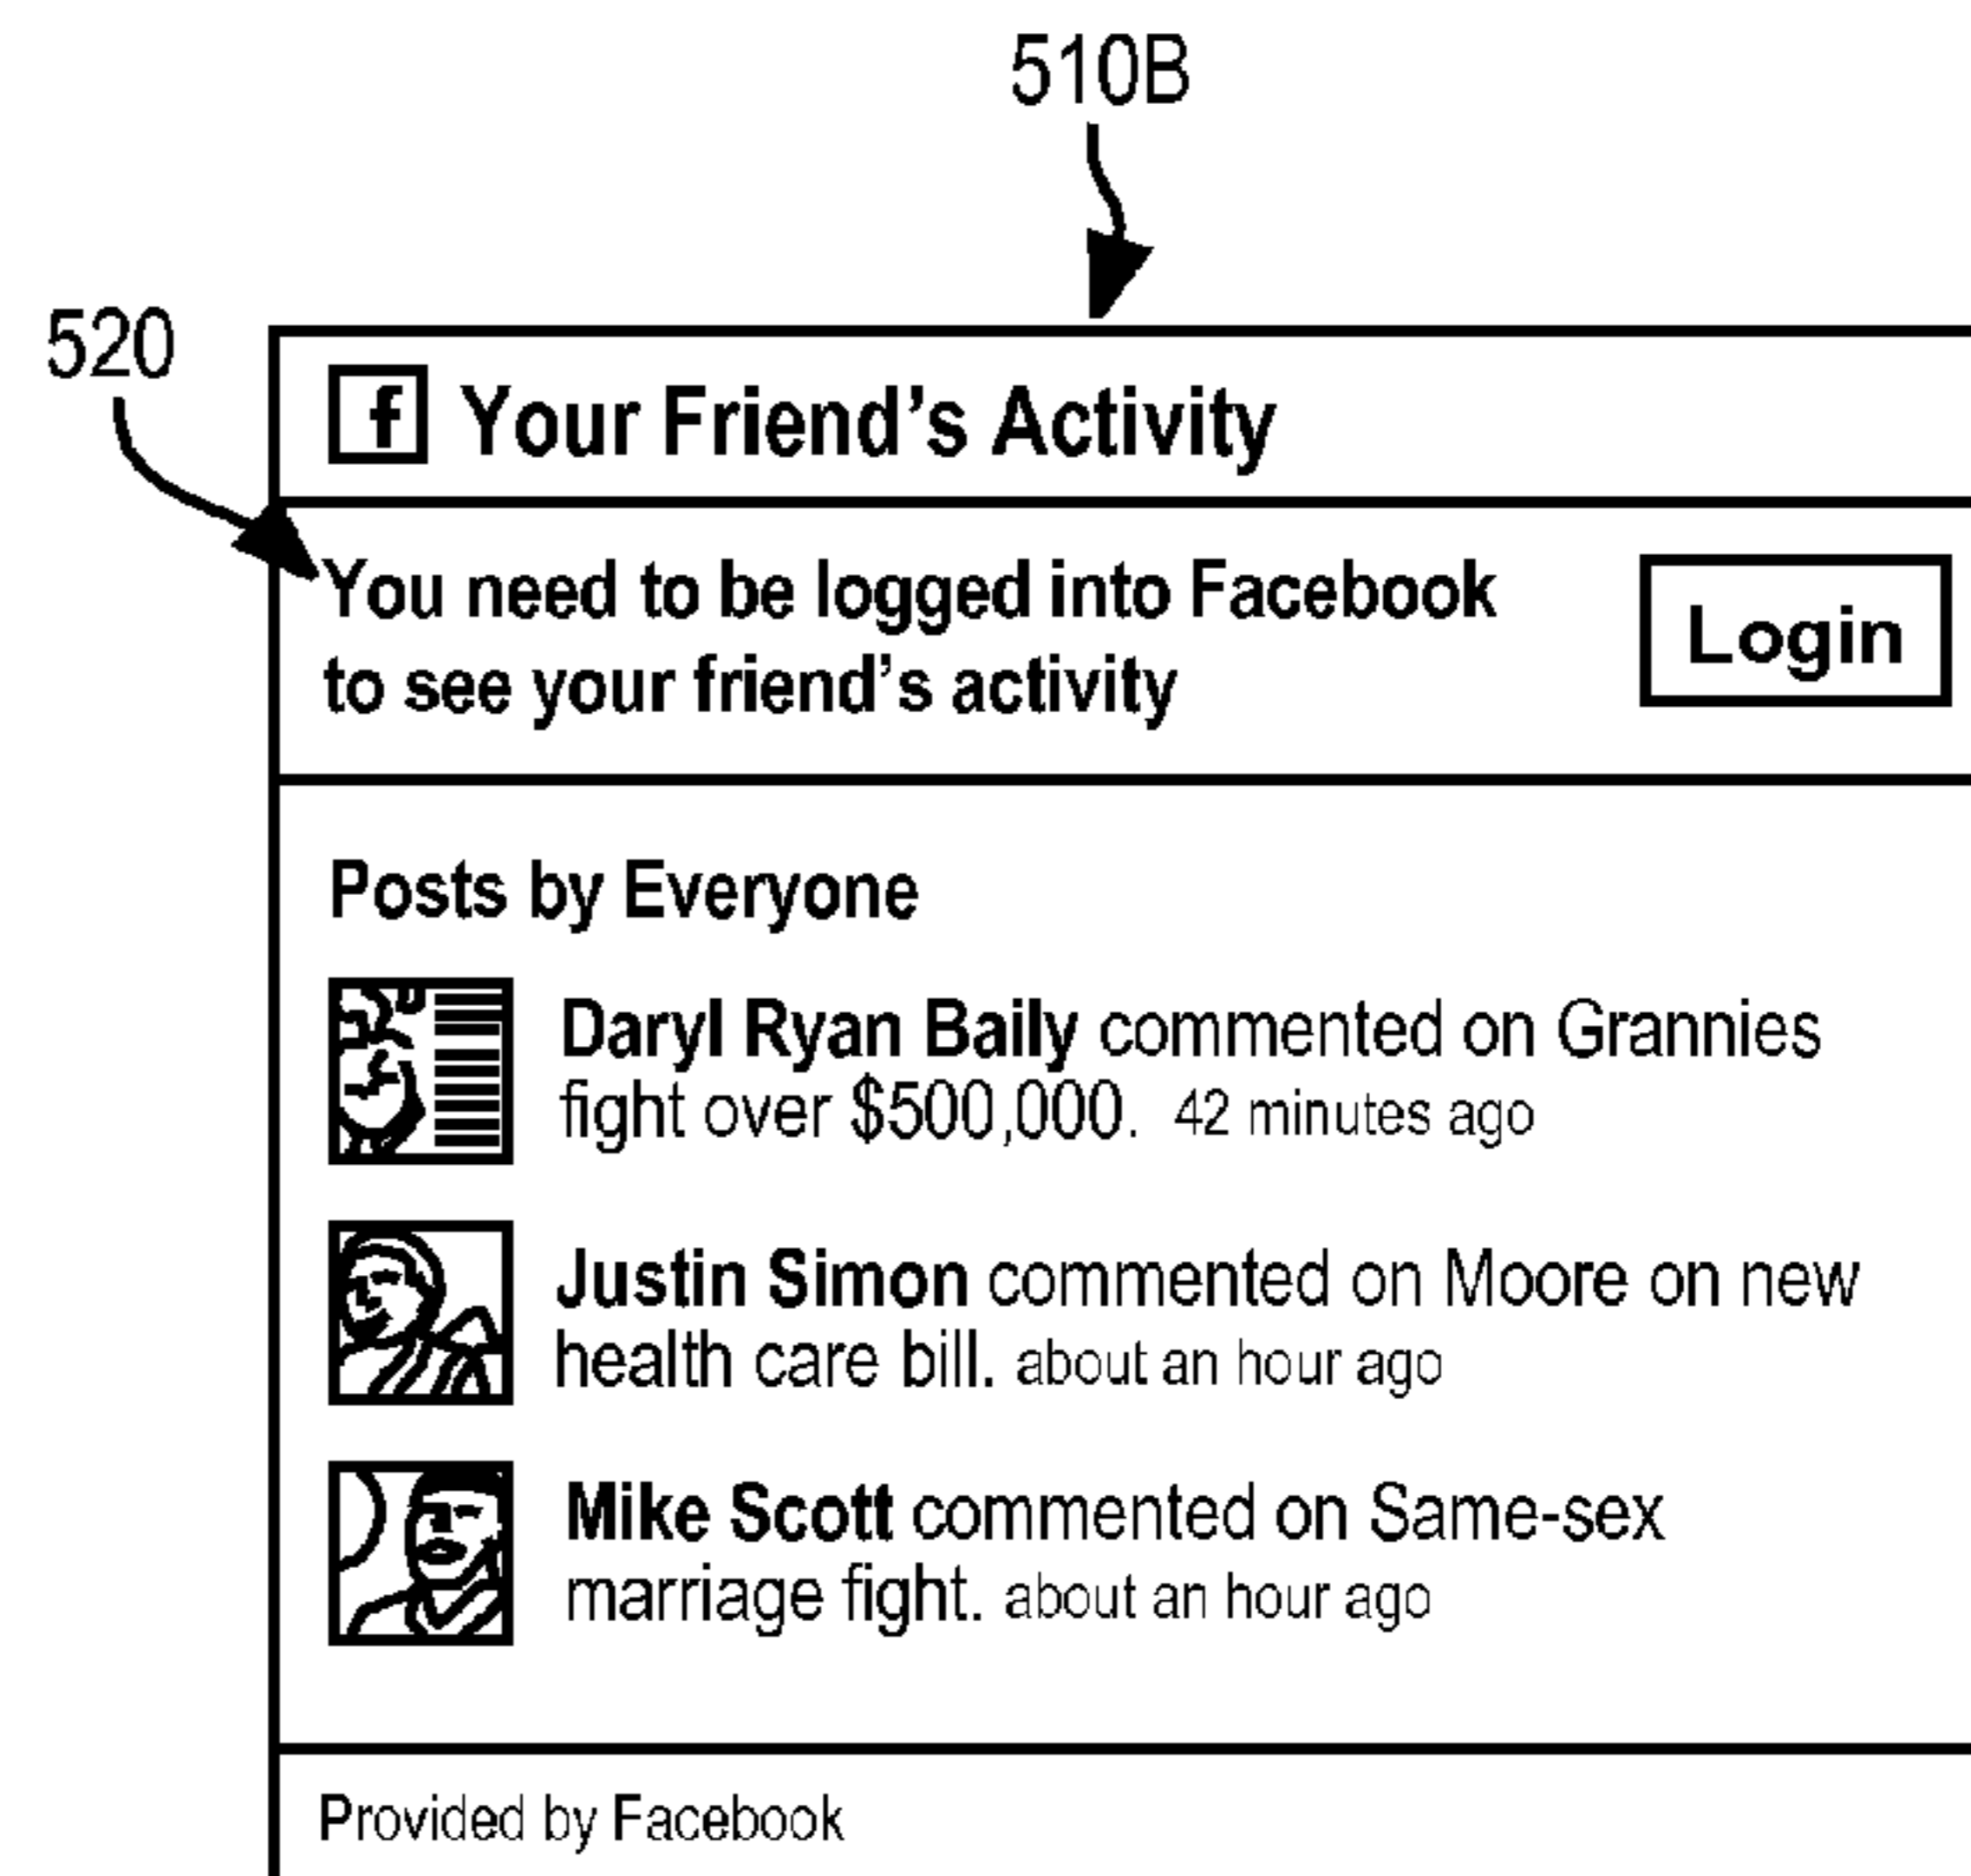 510B
520
f Your Friend's Activity
You need to be logged into Facebook
to see your friend's activity
Login
Posts by Everyone
Daryl Ryan Baily commented on Grannies
fight over $500,000. 42 minutes ago
Justin Simon commented on Moore on new
health care bill. about an hour ago
Mike Scott commented on Same-sex
marriage fight. about an hour ago
Provided by Facebook